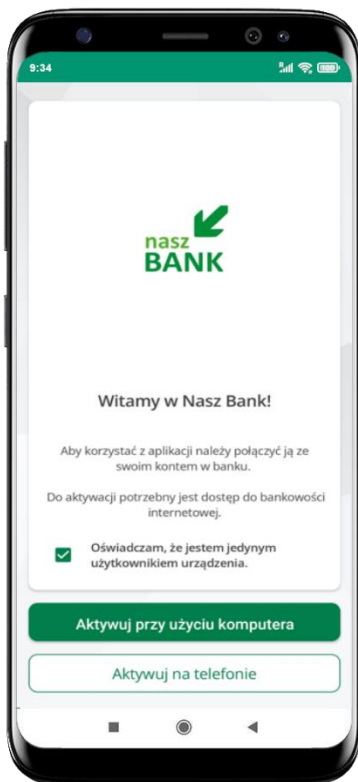 9:34
nasz
BANK
Witamy w Nasz Bank!
Aby korzystać z aplikacji należy połączyć ją ze
swoim kontem w banku.
Do aktywacji potrzebny jest dostęp do bankowości
internetowej.
Oświadczam, że jestem jedynym
użytkownikiem urządzenia.
Aktywuj przy użyciu komputera
Aktywuj na telefonie